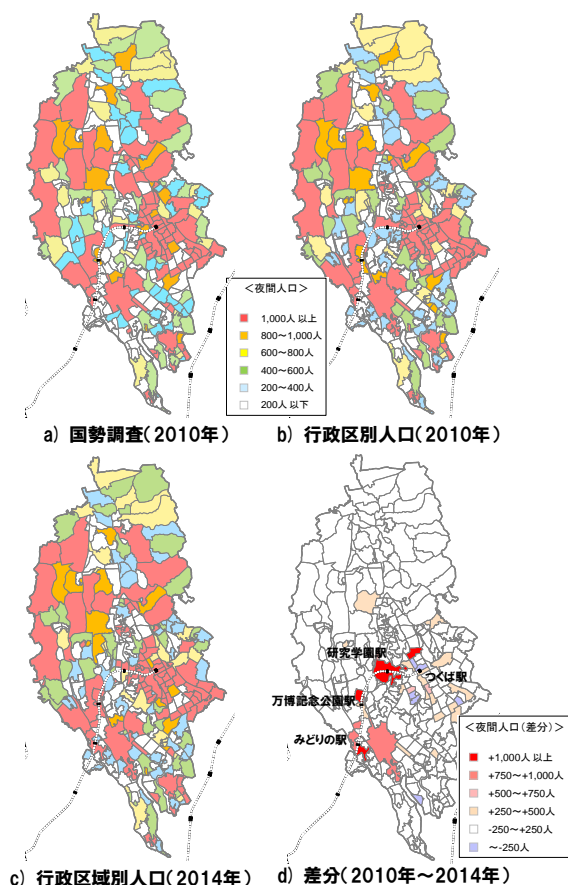 ＜夜間人口＞
1,000人以上
800～1,000人
600～800人
400～600人
200～400人
200人以下
a) 国勢調査(2010年)
b) 行政区別人口(2010年)
研究学園駅
つくば駅
万博記念公園駅
みどりの駅
＜夜間人口(差分)＞
+1,000人以上
+750～+1,000人
+500～+750人
+250～+500人
-250～+250人
～-250人
c) 行政区域別人口(2014年)
d) 差分(2010年～2014年)